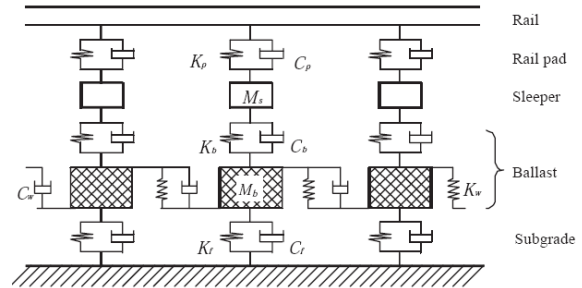 Rail
Kp Cp Rail pad
Ms Sleeper
Kb Cb
Cw Mb Kw Ballast
Kf Cf Subgrade